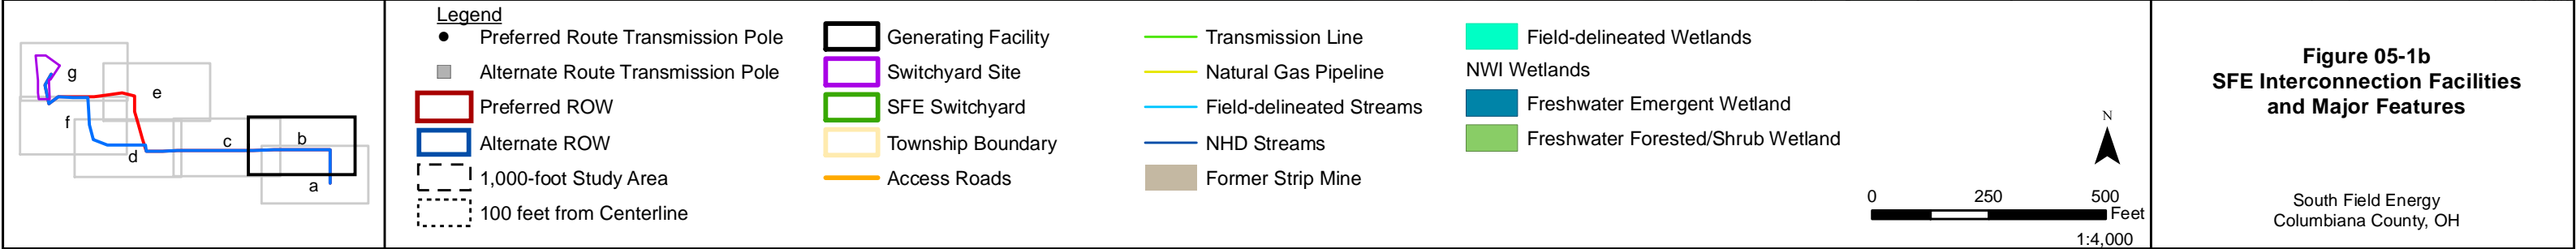 g
e
f
c
b
d
a
Legend
Preferred Route Transmission Pole
Alternate Route Transmission Pole
Preferred ROW
Alternate ROW
1,000-foot Study Area
100 feet from Centerline
Generating Facility
Switchyard Site
SFE Switchyard
Township Boundary
Access Roads
Transmission Line
Natural Gas Pipeline
Field-delineated Streams
NHD Streams
Former Strip Mine
Field-delineated Wetlands
NWI Wetlands
Freshwater Emergent Wetland
Freshwater Forested/Shrub Wetland
N
0 250 500
Feet
1:4,000
Figure 05-1b
SFE Interconnection Facilities
and Major Features
South Field Energy
Columbiana County, OH